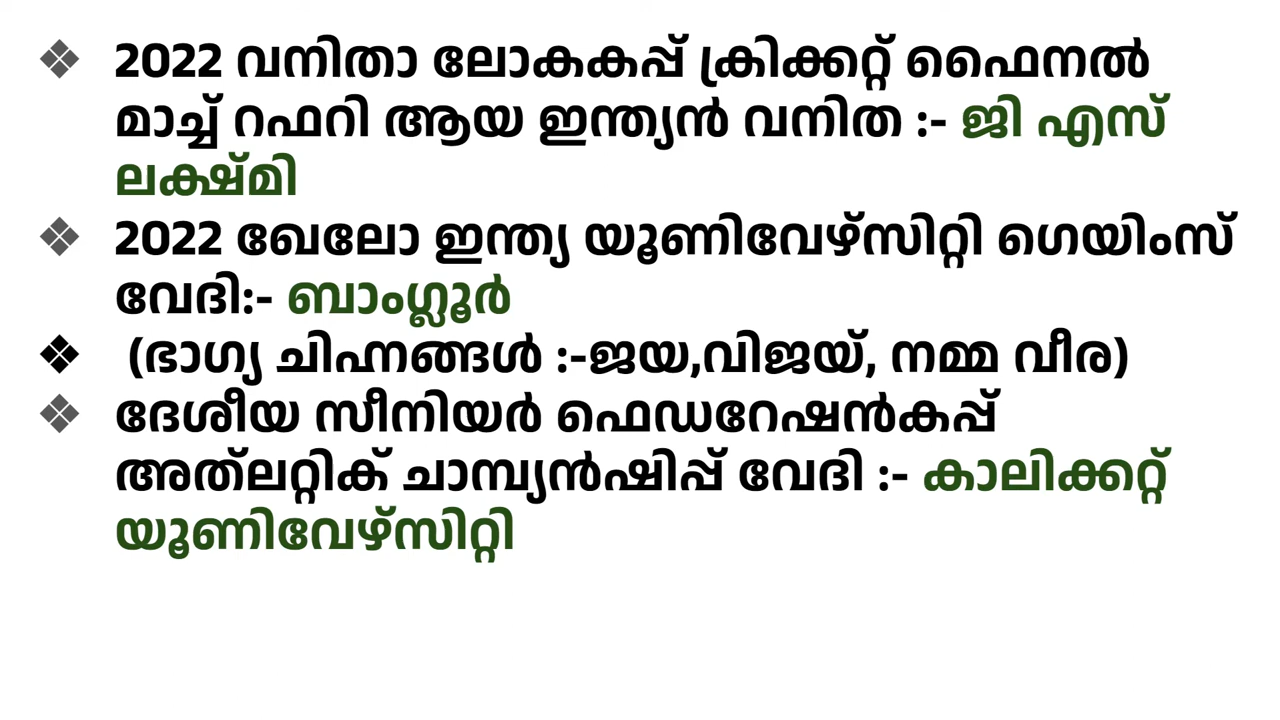 ❖ 2022 വനിതാ ലോകകപ്പ് ക്രിക്കറ്റ് ഫൈനൽ
മാച്ച് റഫറി ആയ ഇന്ത്യൻ വനിത :- ജി എസ്
ലക്ഷ്മി
❖ 2022 ഖേലോ ഇന്ത്യ യൂണിവേഴ്സിറ്റി ഗെയിംസ്
വേദി:- ബാംഗ്ലൂർ
❖ (ഭാഗ്യ ചിഹ്നങ്ങൾ :-ജയ,വിജയ്, നമ്മ വീര)
❖ ദേശീയ സീനിയർ ഫെഡറേഷൻകപ്പ്
അത്‌ലറ്റിക് ചാമ്പ്യൻഷിപ്പ് വേദി :- കാലിക്കറ്റ്
യൂണിവേഴ്സിറ്റി